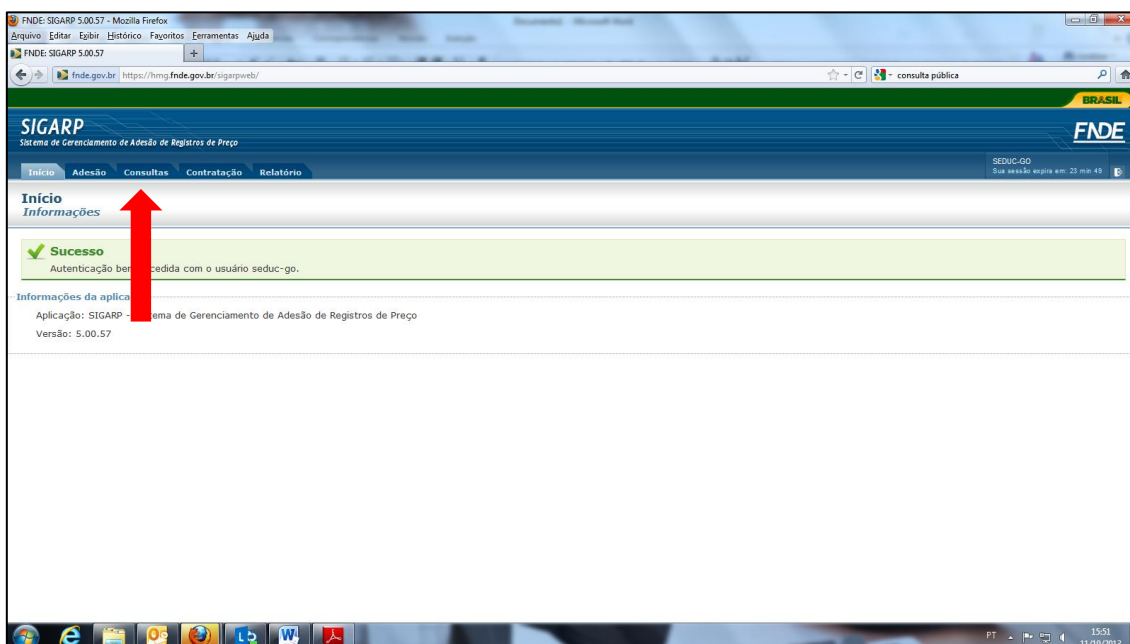 FNDE: SIGARP 5.00.57 - Mozilla Firefox
Arquivo Editar Exibir Histórico Favoritos Ferramentas Ajuda
FNDE: SIGARP 5.00.57 +
fnde.gov.br https://hmg.fnde.gov.br/sigarpweb/ consulta pública
BRASIL
SIGARP
Sistema de Gerenciamento de Adesão de Registros de Preço
FNDE
Início Adesão Consultas Contratação Relatório
SEDUC-GO
Sua sessão expira em: 23 min 49
Início
Informações
Sucesso
Autenticação be cedida com o usuário seduc-go.
Informações da aplica
Aplicação: SIGARP - tema de Gerenciamento de Adesão de Registros de Preço
Versão: 5.00.57
PT 15:51
11/10/2013